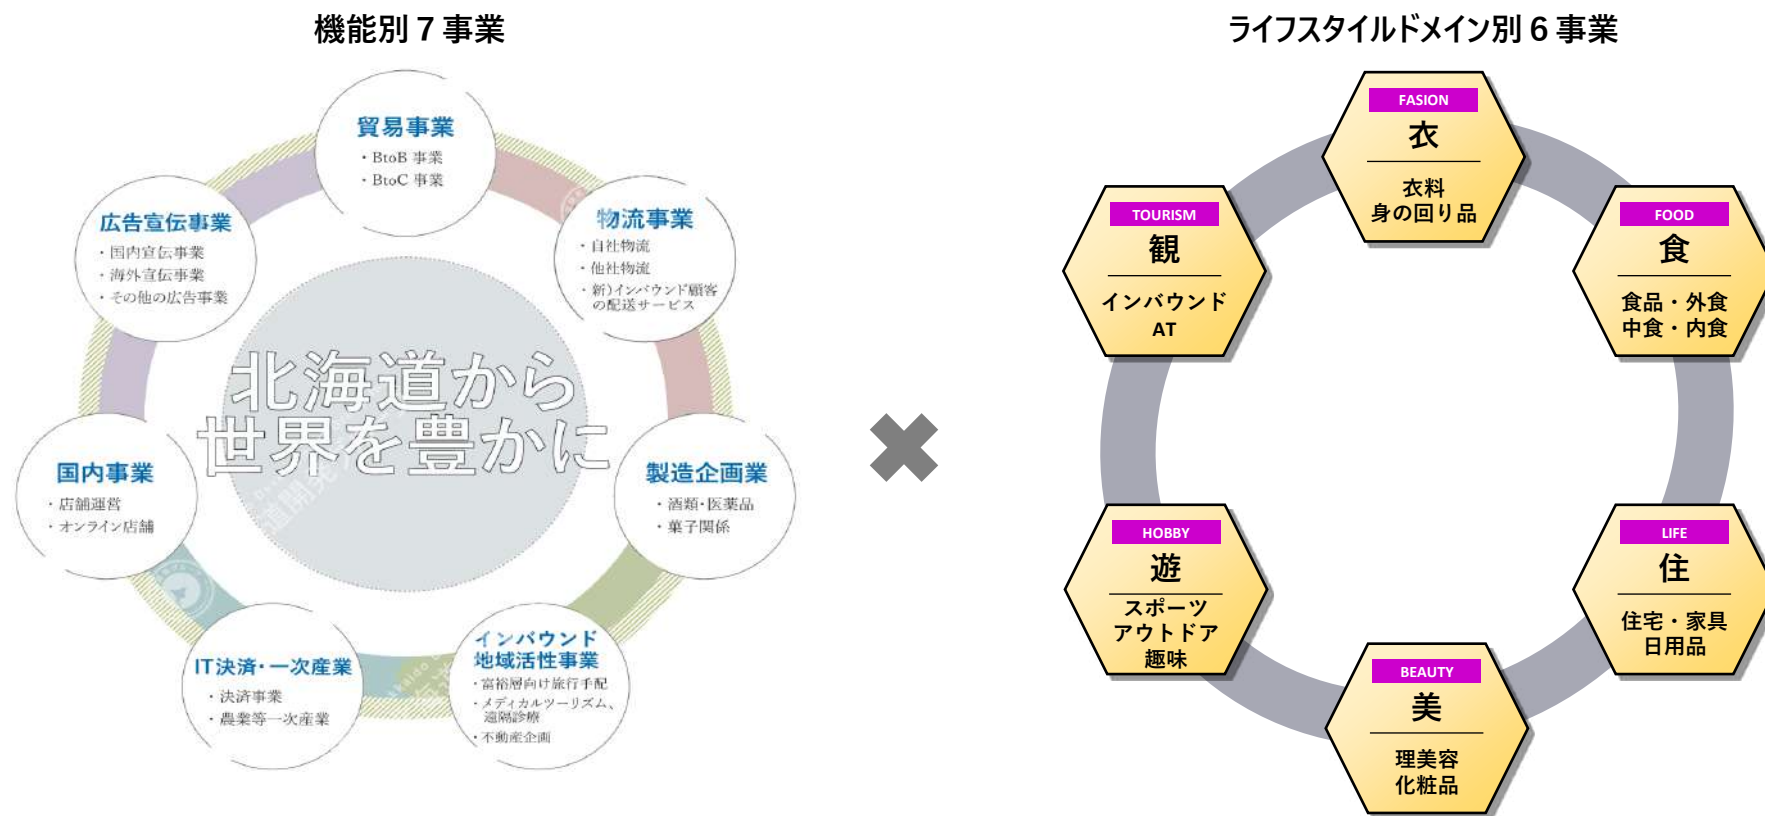 機能別７事業
貿易事業
・BtoB 事業
・BtoC 事業
物流事業
・自社物流
・他社物流
・新）インバウンド顧客
の配送サービス
製造企画業
・酒類・医薬品
・菓子関係
インバウンド
地域活性事業
・富裕層向け旅行手配
・メディカルツーリズム、
遠隔診療
・不動産企画
IT決済・一次産業
・決済事業
・農業等一次産業
国内事業
・店舗運営
・オンライン店舗
広告宣伝事業
・国内宣伝事業
・海外宣伝事業
・その他の広告事業
北海道から
世界を豊かに
✖
ライフスタイルドメイン別６事業
FASION
衣
衣料
身の回り品
FOOD
食
食品・外食
中食・内食
LIFE
住
住宅・家具
日用品
BEAUTY
美
理美容
化粧品
HOBBY
遊
スポーツ
アウトドア
趣味
TOURISM
観
インバウンド
AT